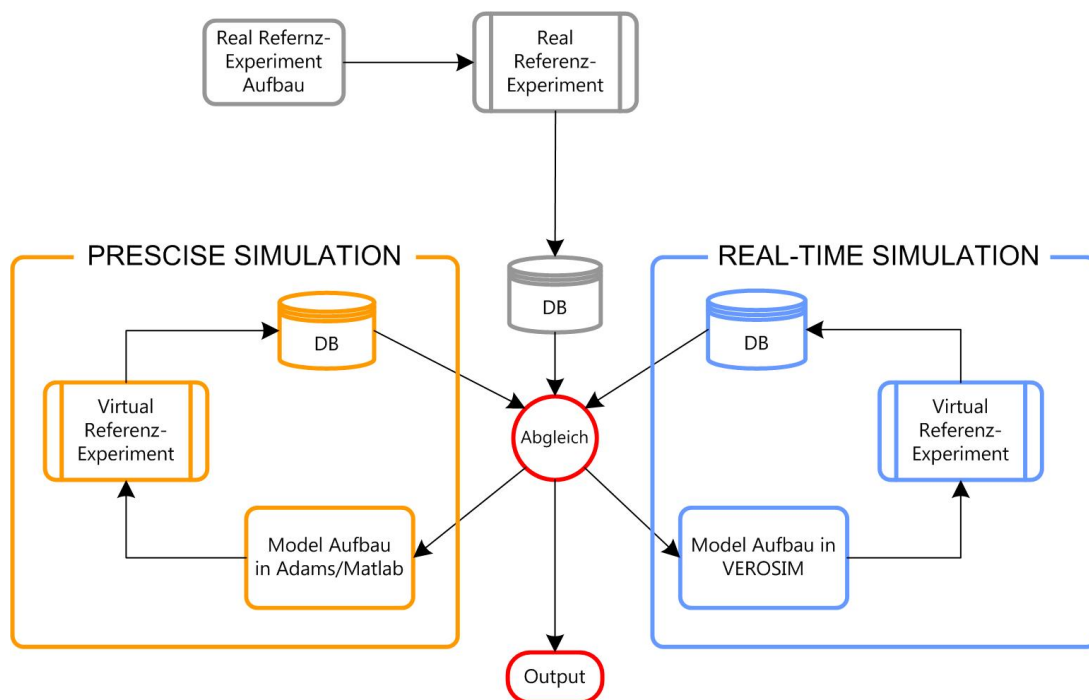 Real Refernz-
Experiment
Aufbau
Real
Referenz-
Experiment
PRESCISE SIMULATION
REAL-TIME SIMULATION
DB
DB
DB
Virtual
Referenz-
Experiment
Abgleich
Virtual
Referenz-
Experiment
Model Aufbau
in Adams/Matlab
Model Aufbau in
VEROSIM
Output